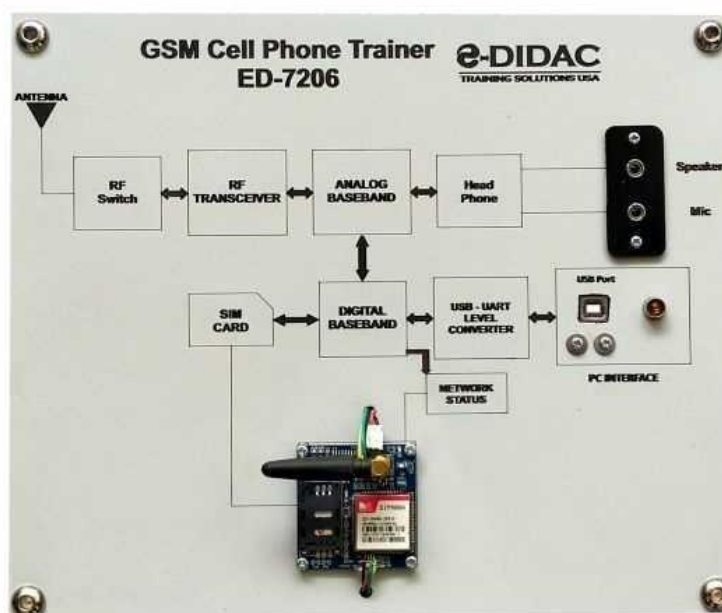 GSM Cell Phone Trainer
ED-7206
e-DIDAC
TRAINING SOLUTIONS USA
ANTENNA
RF
Switch
RF
TRANSCEIVER
ANALOG
BASEBAND
Head
Phone
Speaker
Mic
SIM
CARD
DIGITAL
BASEBAND
USB - UART
LEVEL
CONVERTER
USB Port
PC INTERFACE
NETWORK
STATUS